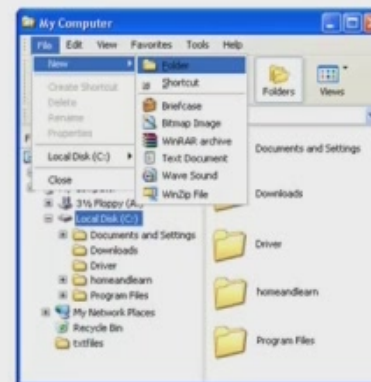 My Computer
File Edit View Favorites Tools Help
New
Create Shortcut
Delete
Rename
Properties
Local Disk (C:)
Close
Folder
Shortcut
Briefcase
Bitmap Image
WinRAR archive
Text Document
Wave Sound
WinZip File
Folders
Views
3½ Floppy (A:)
Local Disk (C:)
Documents and Settings
Downloads
Driver
homeandlearn
Program Files
My Network Places
Recycle Bin
txtfiles
Documents and Settings
Downloads
Driver
homeandlearn
Program Files